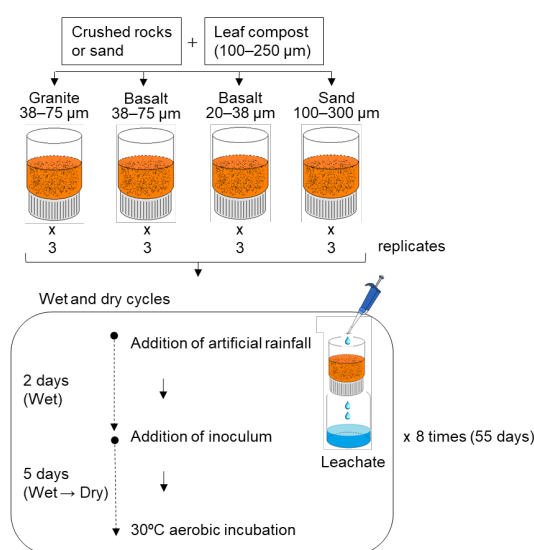 Crushed rocks
or sand
+
Leaf compost
(100–250 µm)
Granite
38–75 µm
Basalt
38–75 µm
Basalt
20–38 µm
Sand
100–300 µm
x
3
x
3
x
3
x
3
replicates
Wet and dry cycles
Addition of artificial rainfall
2 days
(Wet)
Addition of inoculum
5 days
(Wet → Dry)
30ºC aerobic incubation
Leachate
x 8 times (55 days)